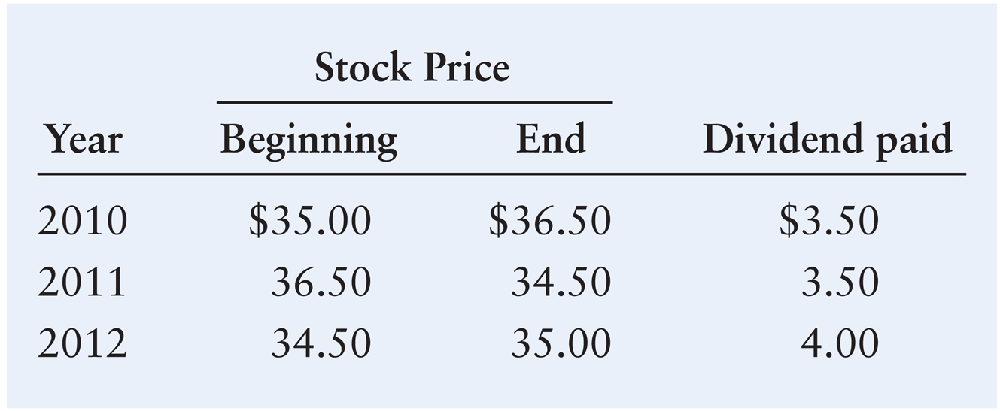 Stock Price
Year Beginning End Dividend paid
2010 $35.00 $36.50 $3.50
2011 36.50 34.50 3.50
2012 34.50 35.00 4.00